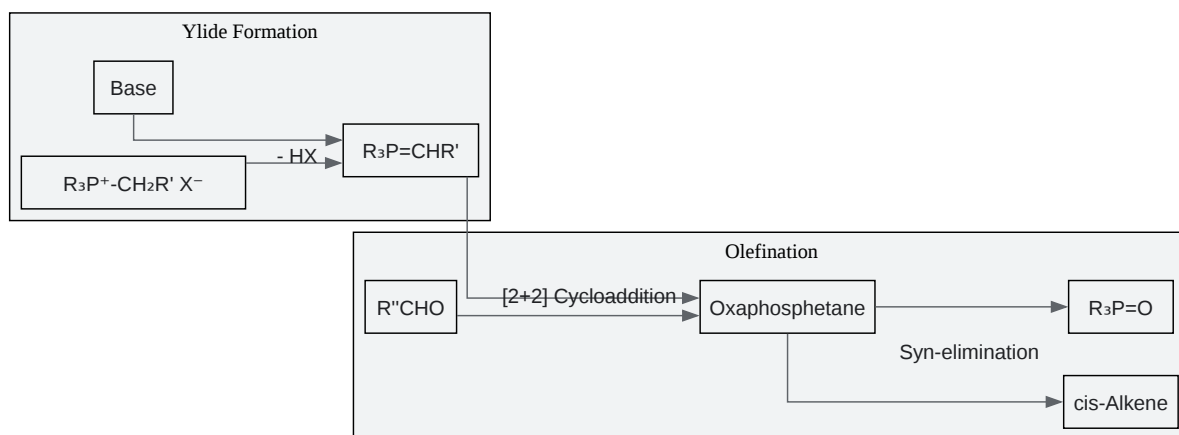 Ylide Formation
Base
- HX
R₃P=CHR'
R₃P⁺-CH₂R' X⁻
Olefination
R''CHO
[2+2] Cycloaddition
Oxaphosphetane
R₃P=O
Syn-elimination
cis-Alkene